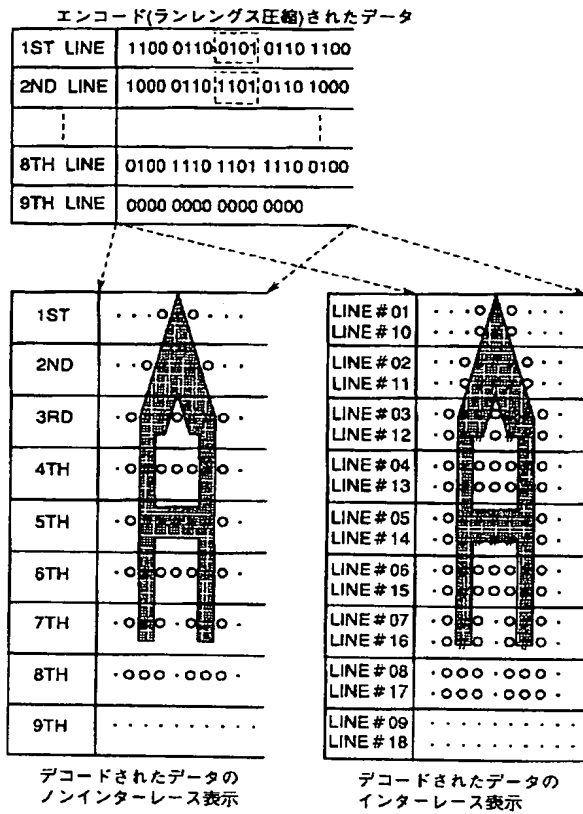 エンコード(ランレングス圧縮)されたデータ
1ST LINE 1100 0110 0101 0110 1100
2ND LINE 1000 0110 1101 0110 1000
8TH LINE 0100 1110 1101 1110 0100
9TH LINE 0000 0000 0000 0000
1ST
2ND
3RD
4TH
5TH
6TH
7TH
8TH
9TH
デコードされたデータの
ノンインターレース表示
LINE#01
LINE#10
LINE#02
LINE#11
LINE#03
LINE#12
LINE#04
LINE#13
LINE#05
LINE#14
LINE#06
LINE#15
LINE#07
LINE#16
LINE#08
LINE#17
LINE#09
LINE#18
デコードされたデータの
インターレース表示